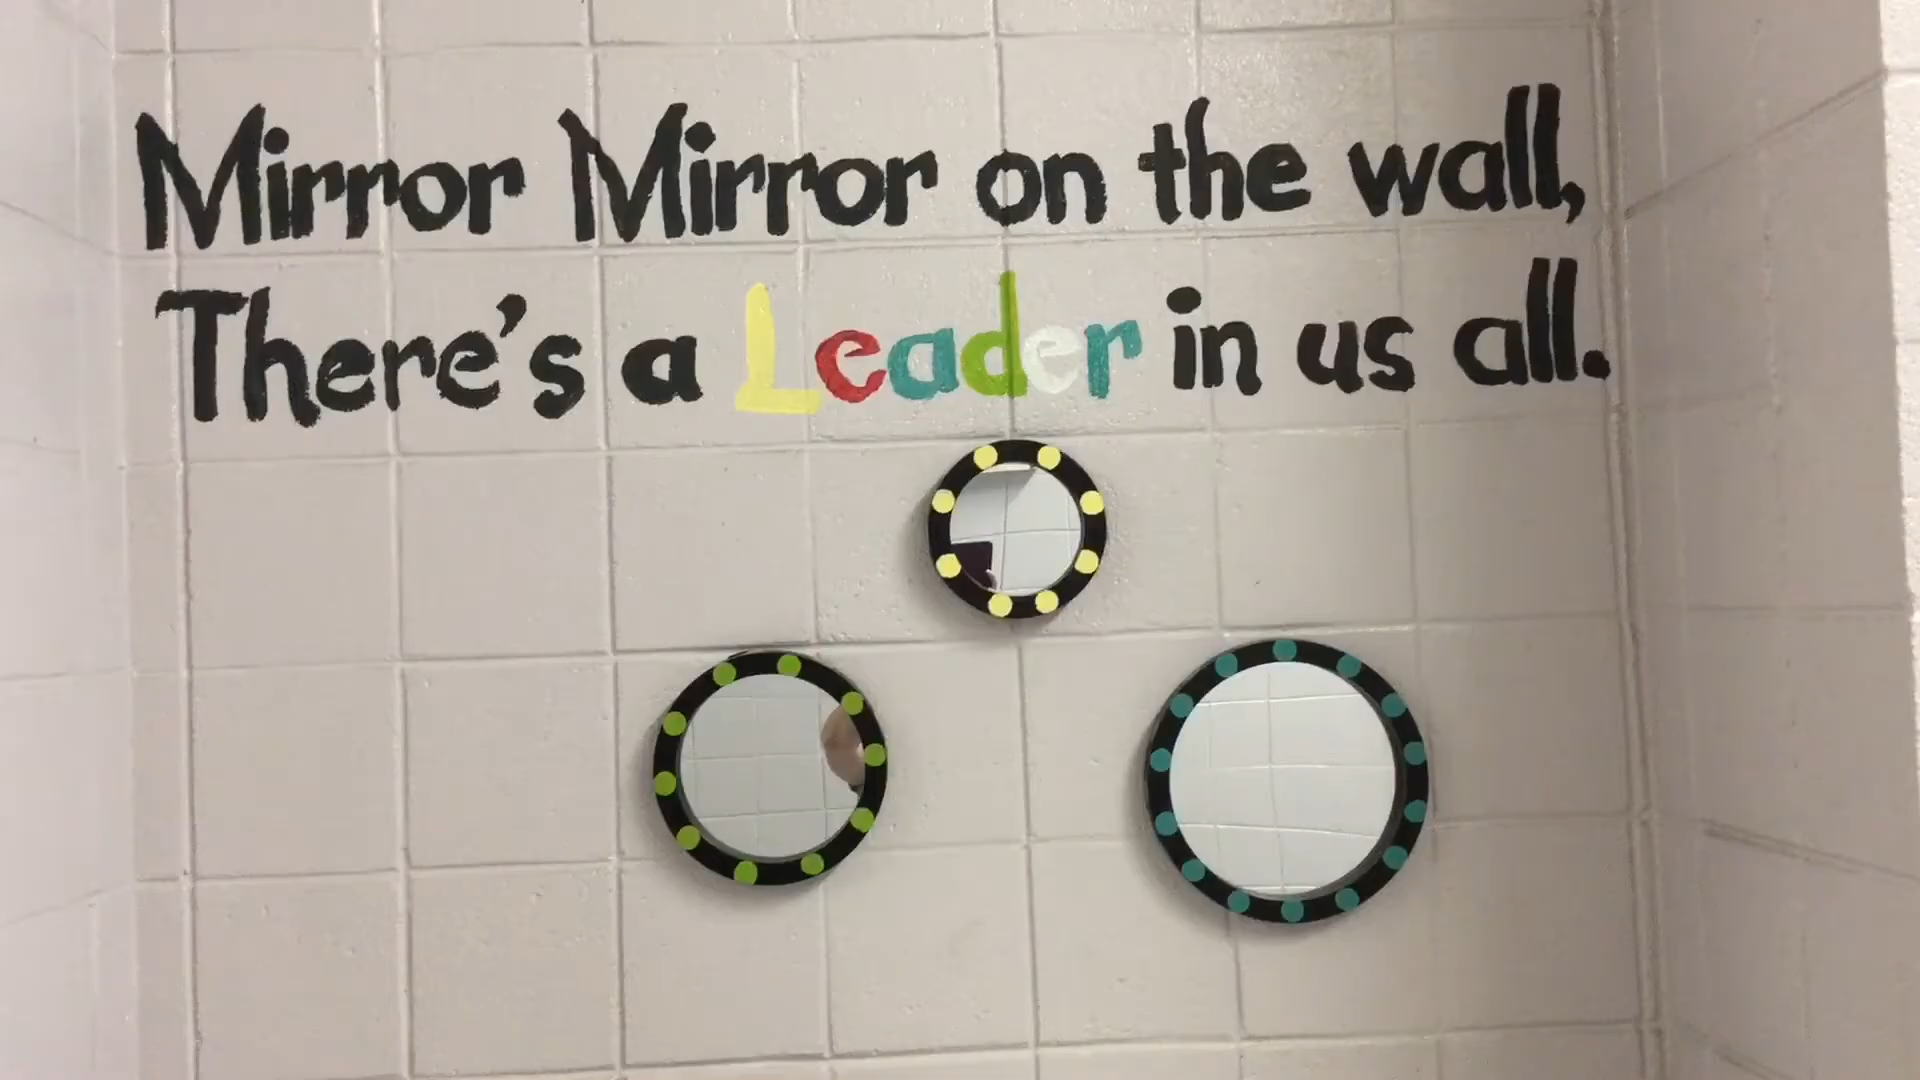 Mirror Mirror on the wall,
There's a Leader in us all.